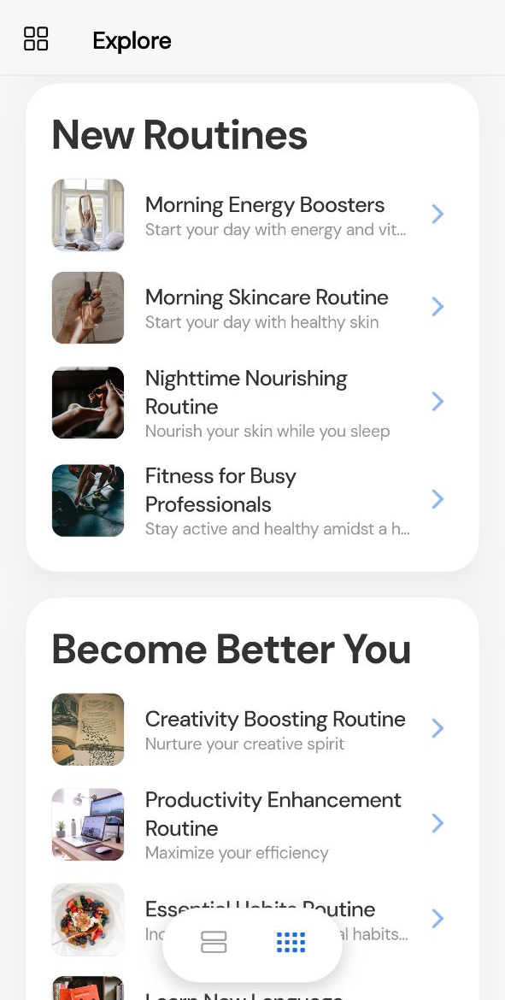 Explore
New Routines
Morning Energy Boosters
Start your day with energy and vit...
Morning Skincare Routine
Start your day with healthy skin
Nighttime Nourishing
Routine
Nourish your skin while you sleep
Fitness for Busy
Professionals
Stay active and healthy amidst a h...
Become Better You
Creativity Boosting Routine
Nurture your creative spirit
Productivity Enhancement
Routine
Maximize your efficiency
Essential Habits Routine
habits...
Learn New Language